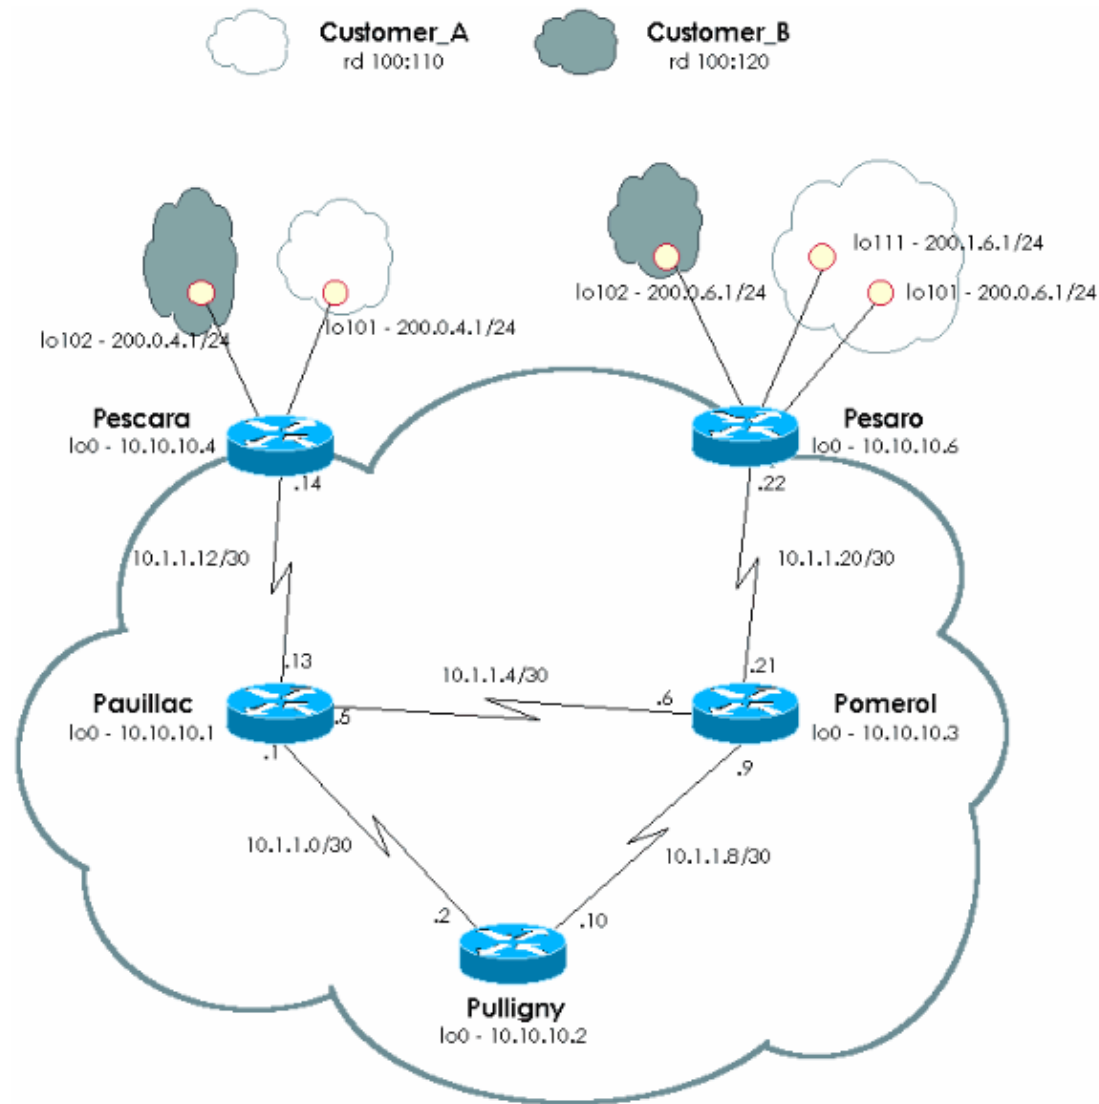 Customer_A
rd 100:110
Customer_B
rd 100:120
lo111 - 200.1.6.1/24
lo102 - 200.0.6.1/24
lo101 - 200.0.6.1/24
lo102 - 200.0.4.1/24
lo101 - 200.0.4.1/24
Pescara
lo0 - 10.10.10.4
Pesaro
lo0 - 10.10.10.6
.14
.22
10.1.1.12/30
10.1.1.20/30
.13
.21
10.1.1.4/30
Pauillac
lo0 - 10.10.10.1
.5
.6
Pomerol
lo0 - 10.10.10.3
.1
.9
10.1.1.0/30
10.1.1.8/30
.2
.10
Pulligny
lo0 - 10.10.10.2